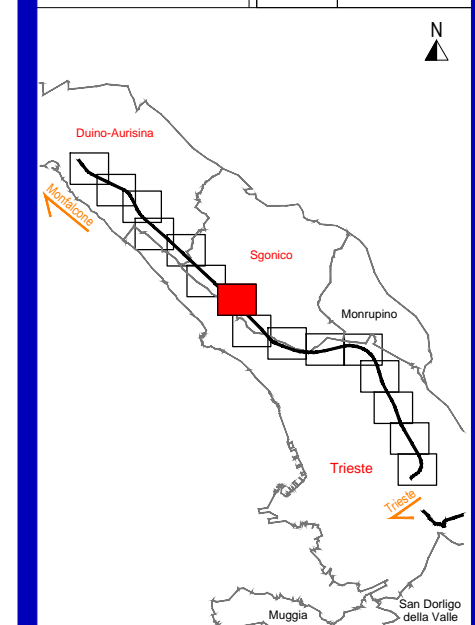 N
Duino-Aurisina
Monfalcone
Sgonico
Monrupino
Trieste
Trieste
San Dorligo
della Valle
Muggia